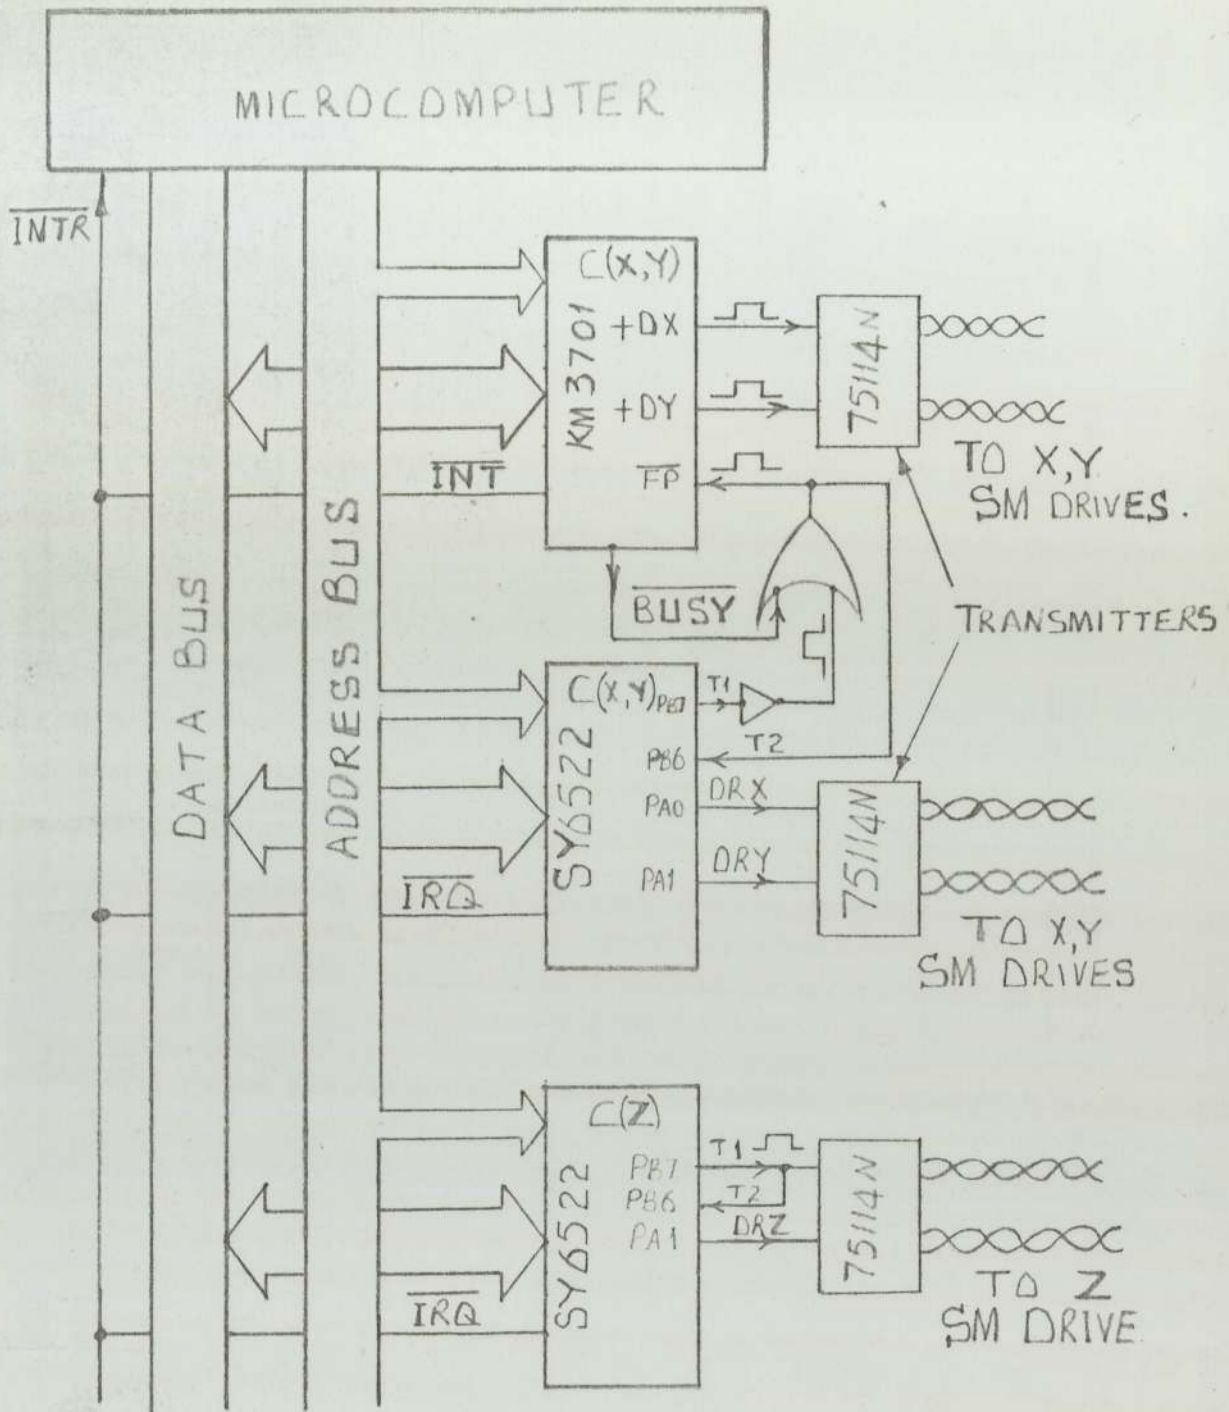 MICROCOMPUTER
INTR
C(X,Y)
KM3701
+DX
+DY
FP
INT
BUSY
75114N
TO X,Y
SM DRIVES.
TRANSMITTERS
DATA BUS
ADDRESS BUS
C(X,Y)
SY6522
PB7
T1
PB6
T2
PA0
DRX
PA1
DRY
IRQ
75114N
TO X,Y
SM DRIVES
C(Z)
SY6522
PB7
T1
PB6
T2
PA1
DRZ
IRQ
75114N
TO Z
SM DRIVE